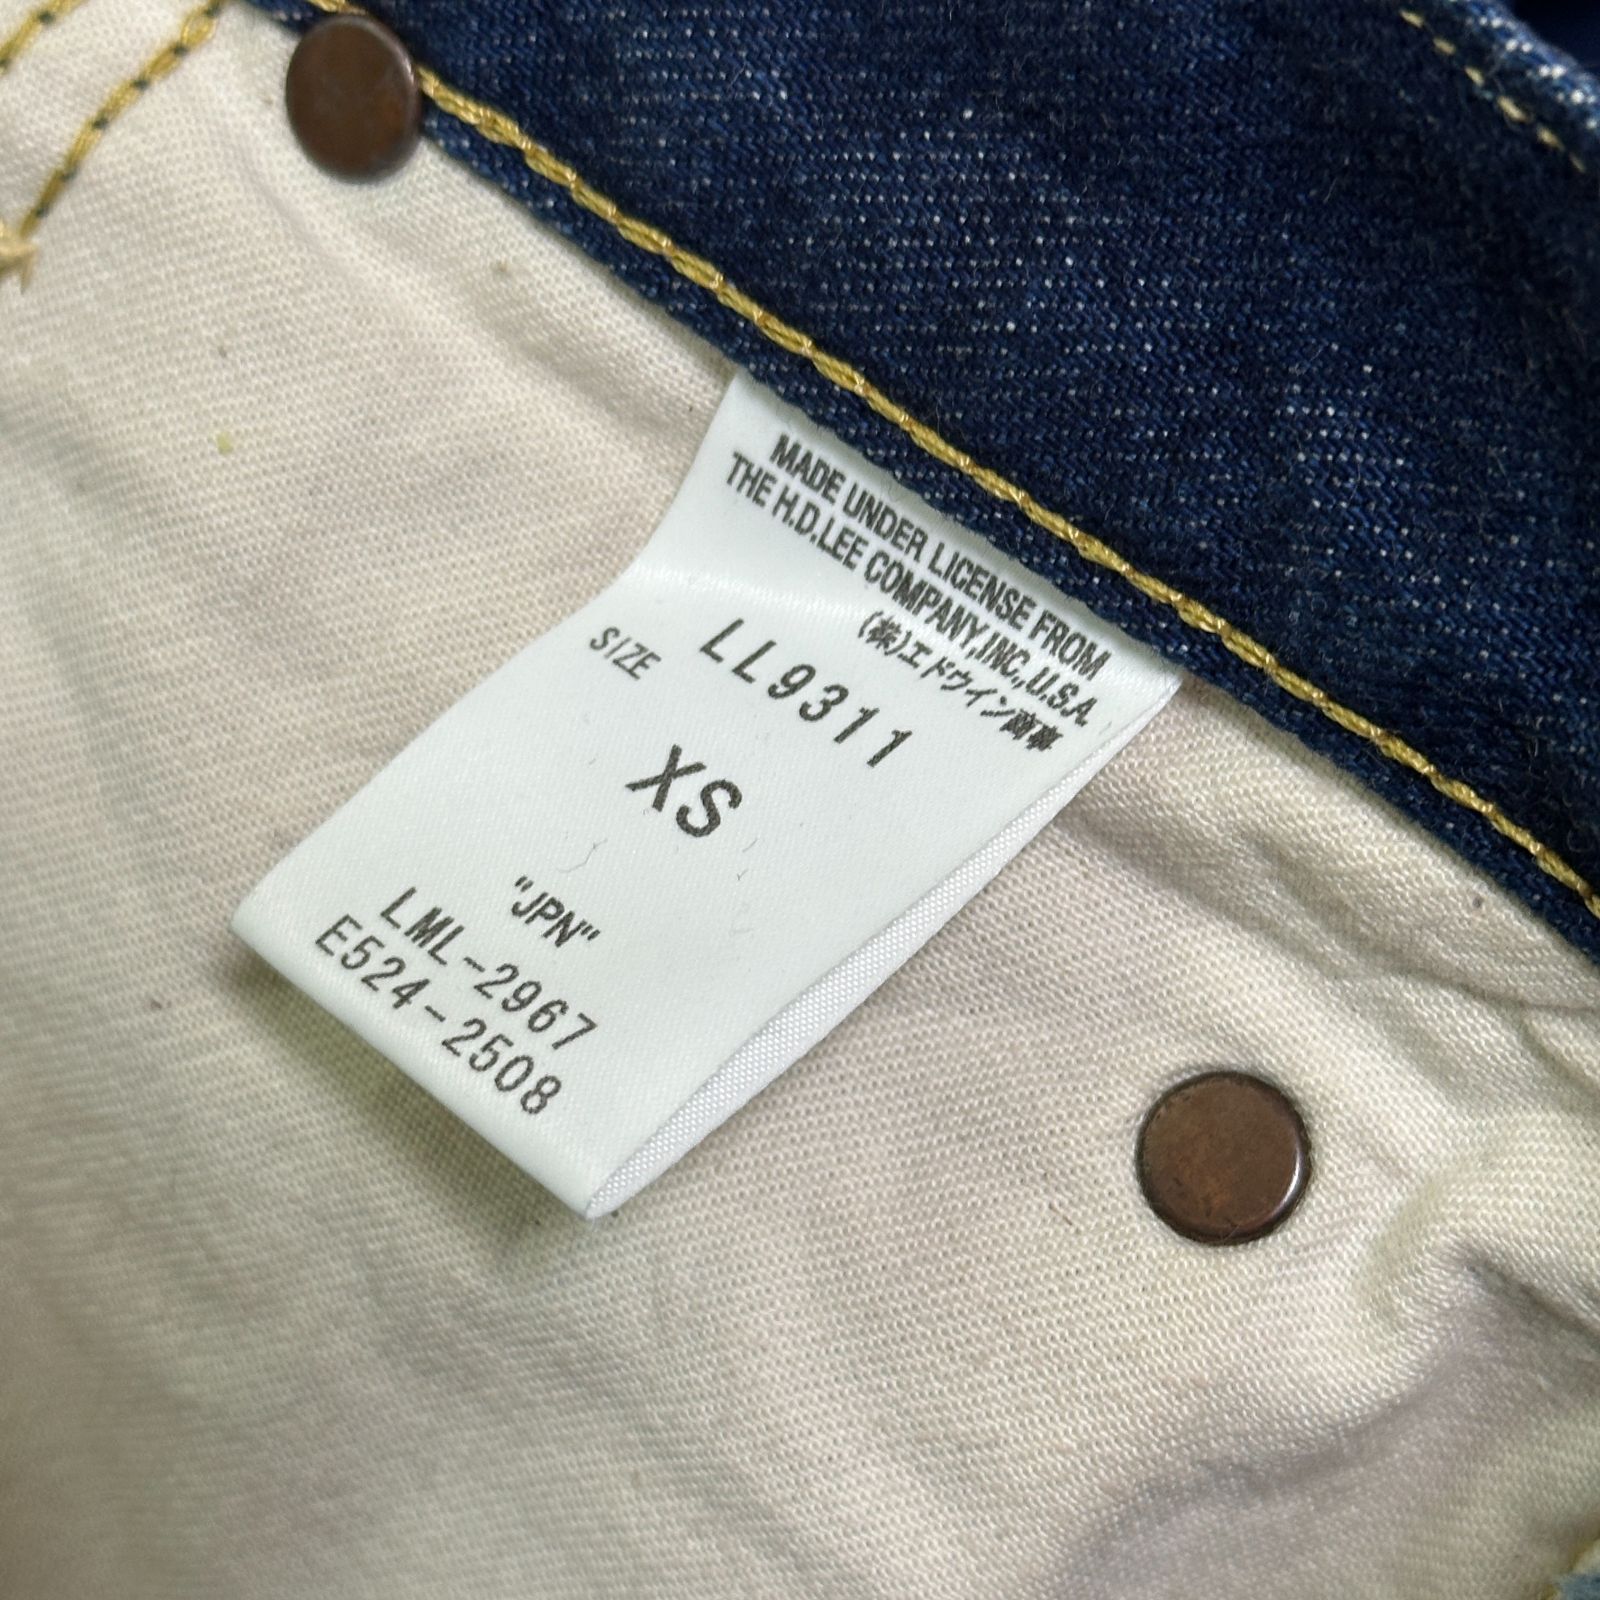 MADE UNDER LICENSE FROM
THE H.D.LEE COMPANY,INC.,U.S.A.
(株)エドウイン商事
LL9311
SIZE
XS
"JPN"
LML-2967
E524-2508